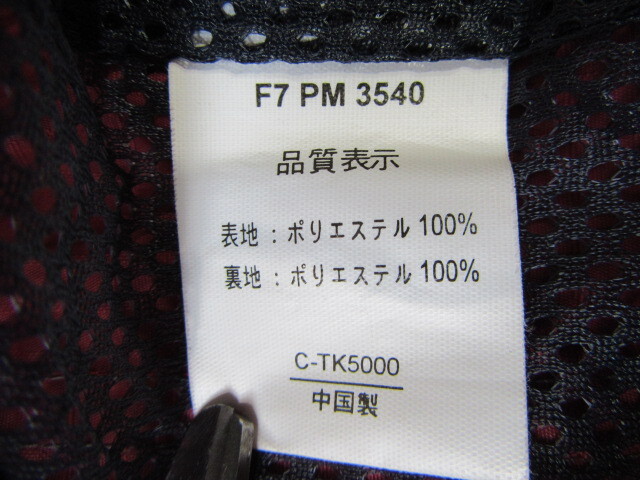 F7 PM 3540
品質表示
表地：ポリエステル 100%
裏地：ポリエステル 100%
C-TK5000
中国製